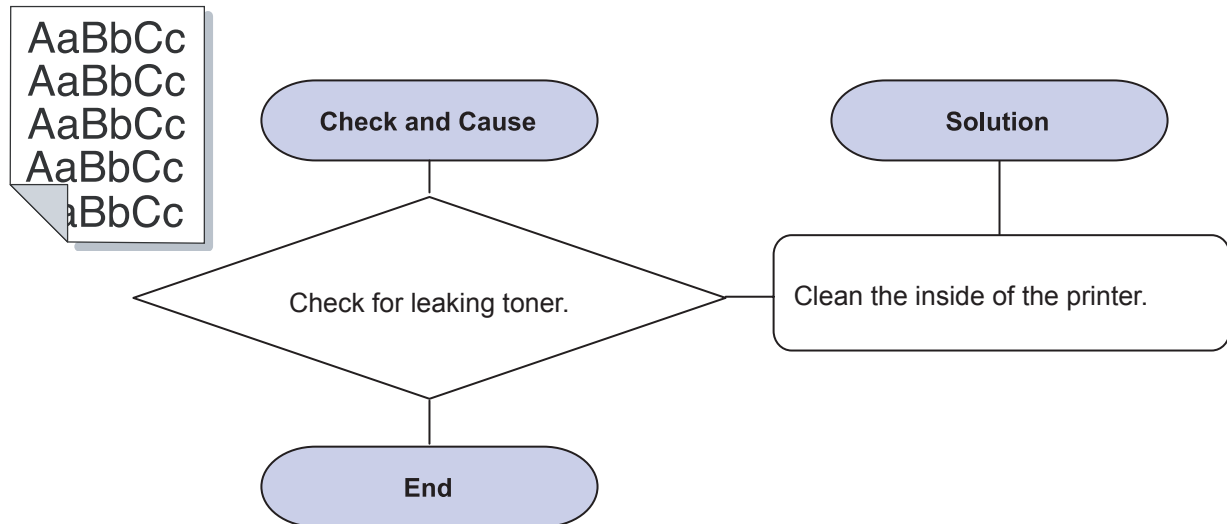 AaBbCc
AaBbCc
AaBbCc
AaBbCc
aBbCc
Check and Cause
Solution
Check for leaking toner.
Clean the inside of the printer.
End